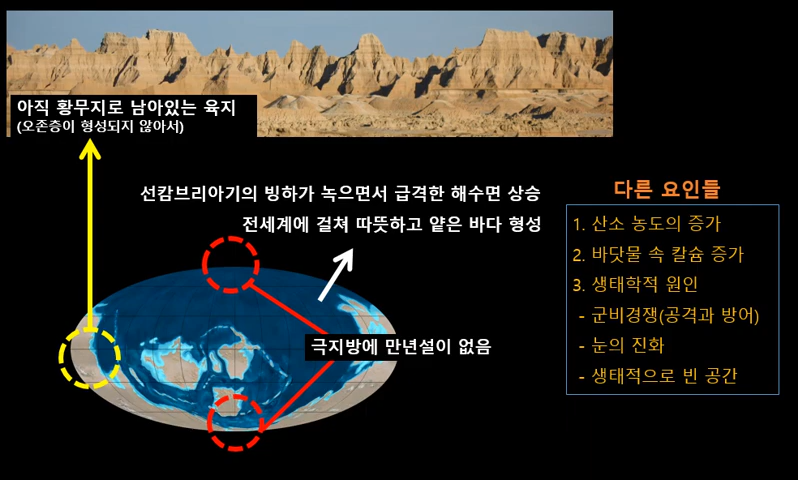 아직 황무지로 남아있는 육지
(오존층이 형성되지 않아서)
선캄브리아기의 빙하가 녹으면서 급격한 해수면 상승
전세계에 걸쳐 따뜻하고 얕은 바다 형성
극지방에 만년설이 없음
다른 요인들
1. 산소 농도의 증가
2. 바닷물 속 칼슘 증가
3. 생태학적 원인
- 군비경쟁(공격과 방어)
- 눈의 진화
- 생태적으로 빈 공간